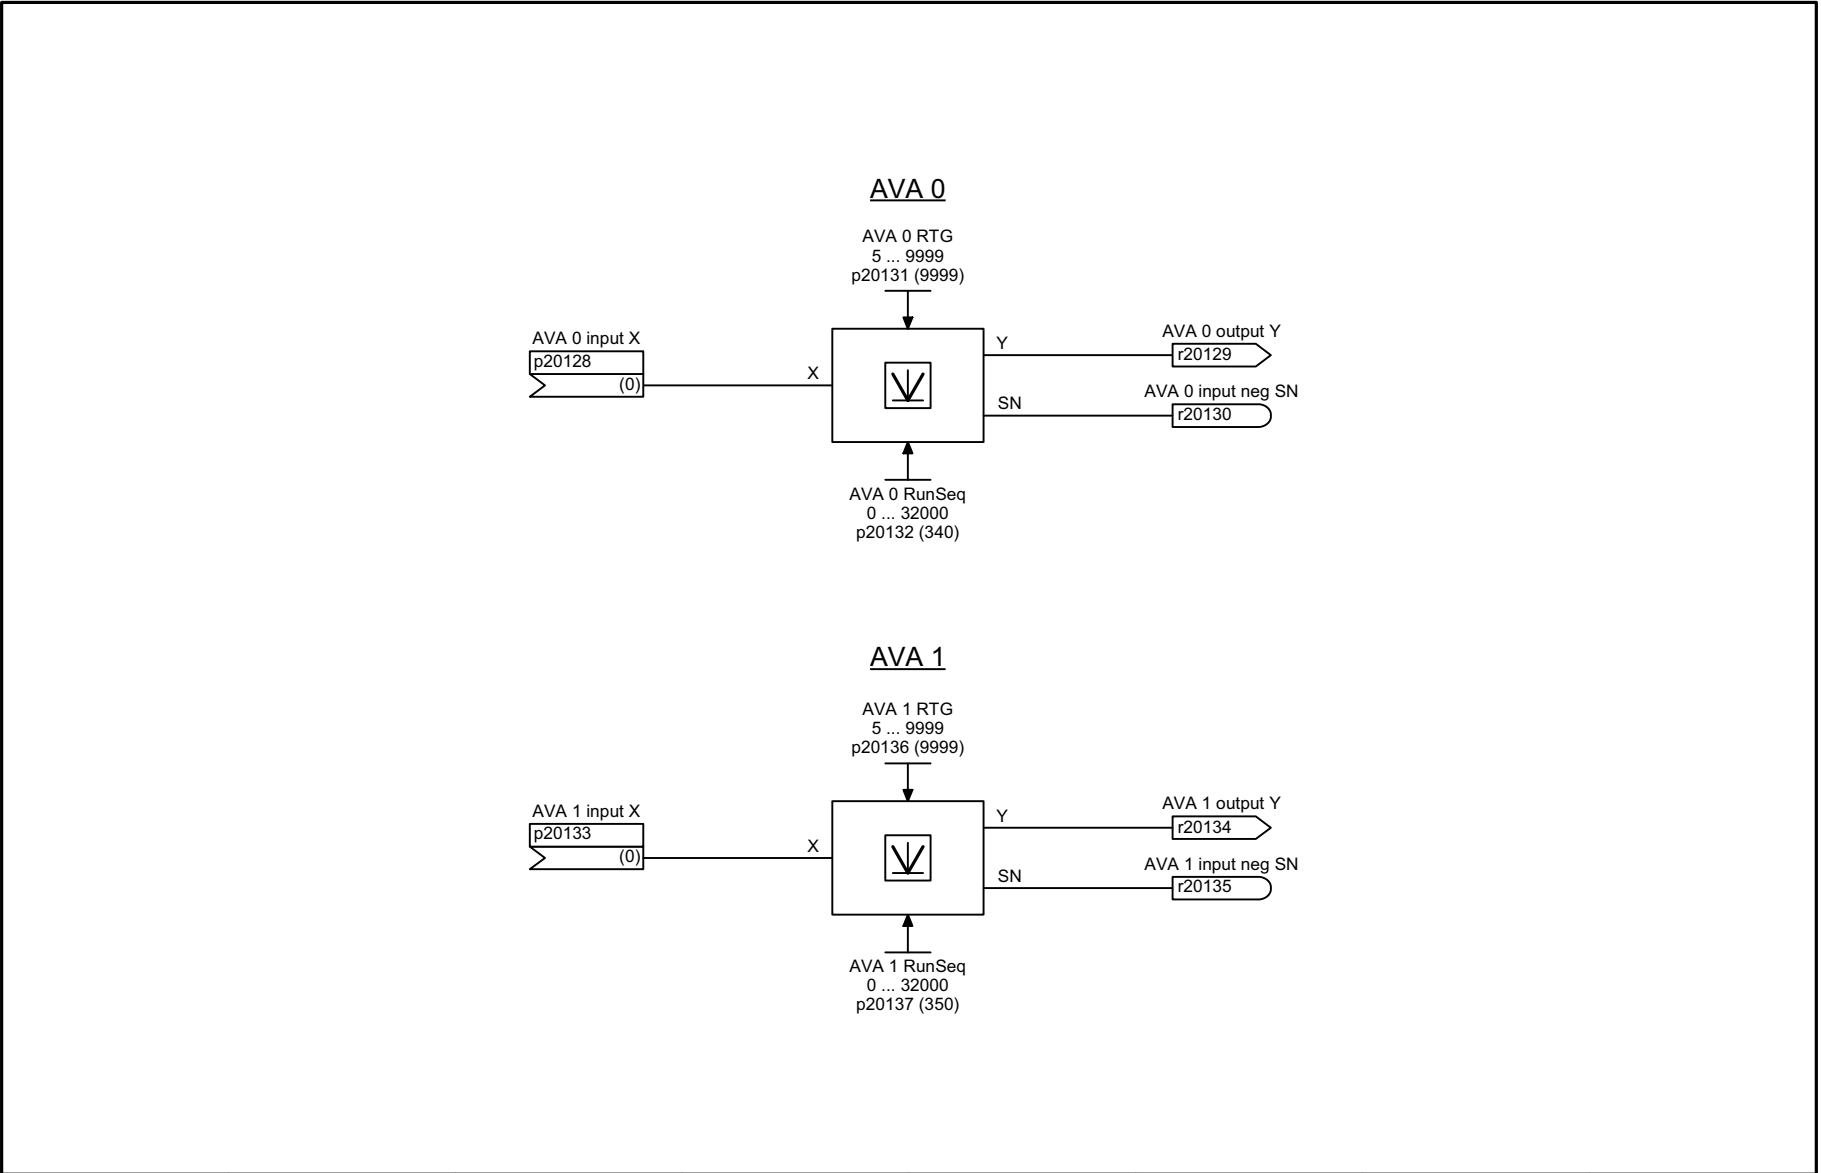 AVA 0
AVA 0 RTG
5 ... 9999
p20131 (9999)
AVA 0 input X
p20128
(0)
X
Y
SN
AVA 0 output Y
r20129
AVA 0 input neg SN
r20130
AVA 0 RunSeq
0 ... 32000
p20132 (340)
AVA 1
AVA 1 RTG
5 ... 9999
p20136 (9999)
AVA 1 input X
p20133
(0)
X
Y
SN
AVA 1 output Y
r20134
AVA 1 input neg SN
r20135
AVA 1 RunSeq
0 ... 32000
p20137 (350)